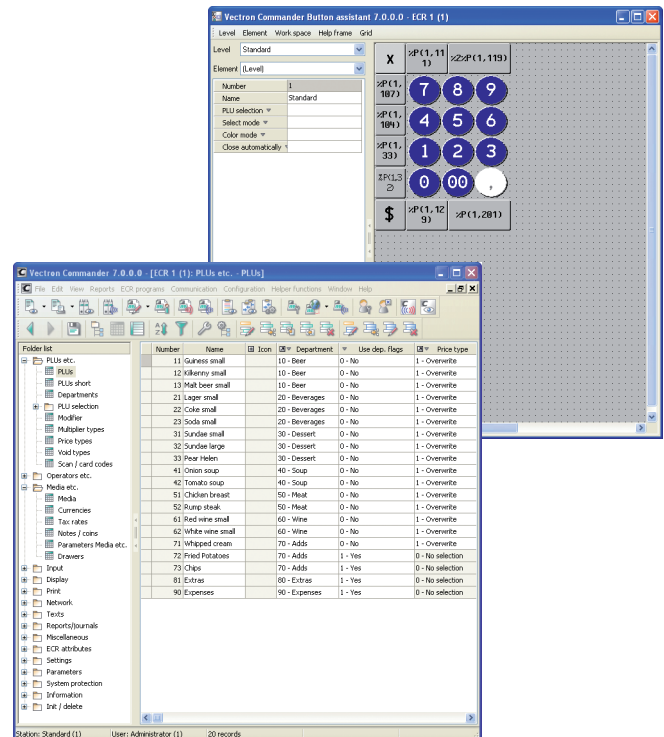 Vectron Commander Button assistant 7.0.0.0 - ECR 1 (1)
Level Element Work space Help frame Grid
Level Standard
Element (Level)
Number 1
Name Standard
PLU selection
Select mode
Color mode
Close automatically
X %P(1,11 1) %Z%P(1,119)
%P(1, 107) 7 8 9
%P(1, 104) 4 5 6
%P(1, 33) 1 2 3
%P(1,3 2) 0 00 ,
$ %P(1,12 9) %P(1,201)
Vectron Commander 7.0.0.0 - [ECR 1 (1): PLUs etc. - PLUs]
File Edit View Reports ECR programs Communication Configuration Helper functions Window Help
Folder list
PLUs etc.
PLUs
PLUs short
Departments
PLU selection
Modifier
Multiplier types
Price types
Void types
Scan / card codes
Operators etc.
Media etc.
Media
Currencies
Tax rates
Notes / coins
Parameters Media etc.
Drawers
Input
Display
Print
Network
Texts
Reports/journals
Miscellaneous
ECR attributes
Settings
Parameters
System protection
Information
Init / delete
Number Name Icon Department Use dep. flags Price type
11 Guiness small 10 - Beer 0 - No 1 - Overwrite
12 Kilkenny small 10 - Beer 0 - No 1 - Overwrite
13 Malt beer small 10 - Beer 0 - No 1 - Overwrite
21 Lager small 20 - Beverages 0 - No 1 - Overwrite
22 Coke small 20 - Beverages 0 - No 1 - Overwrite
23 Soda small 20 - Beverages 0 - No 1 - Overwrite
31 Sundae small 30 - Dessert 0 - No 1 - Overwrite
32 Sundae large 30 - Dessert 0 - No 1 - Overwrite
33 Pear Helen 30 - Dessert 0 - No 1 - Overwrite
41 Onion soup 40 - Soup 0 - No 1 - Overwrite
42 Tomato soup 40 - Soup 0 - No 1 - Overwrite
51 Chicken breast 50 - Meat 0 - No 1 - Overwrite
52 Rump steak 50 - Meat 0 - No 1 - Overwrite
61 Red wine small 60 - Wine 0 - No 1 - Overwrite
62 White wine small 60 - Wine 0 - No 1 - Overwrite
71 Whipped cream 70 - Adds 0 - No 1 - Overwrite
72 Fried Potatoes 70 - Adds 1 - Yes 0 - No selection
73 Chips 70 - Adds 1 - Yes 0 - No selection
81 Extras 80 - Extras 1 - Yes 0 - No selection
90 Expenses 90 - Expenses 1 - Yes 0 - No selection
Station: Standard (1) User: Administrator (1) 20 records